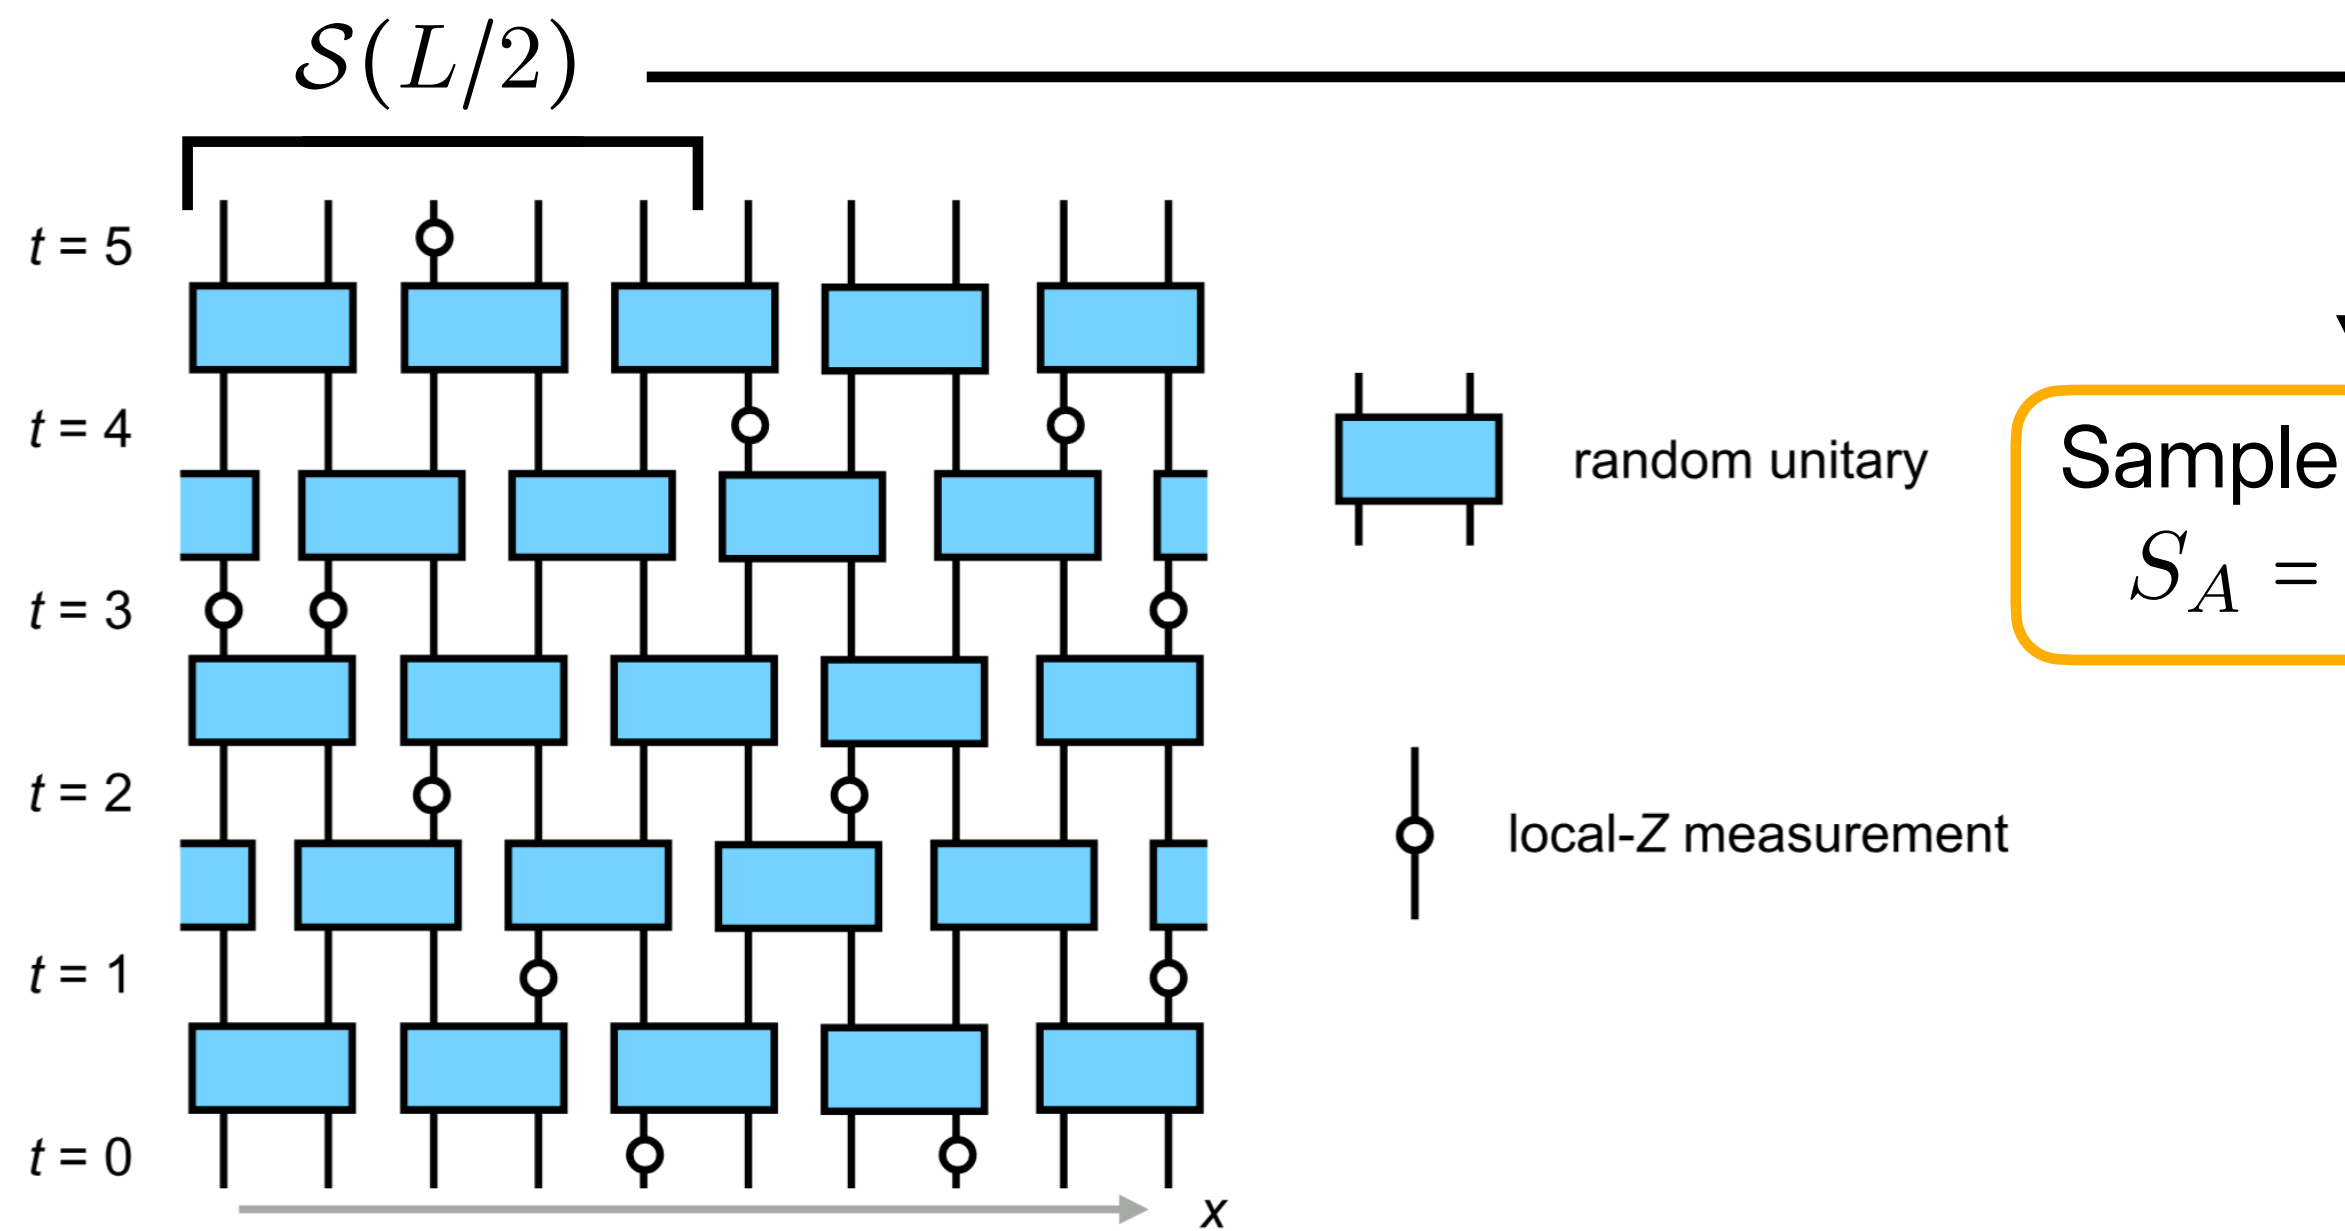 𝒮(L/2)
t = 5
t = 4
t = 3
t = 2
t = 1
t = 0
x
random unitary
local-Z measurement
Sample
S_A =